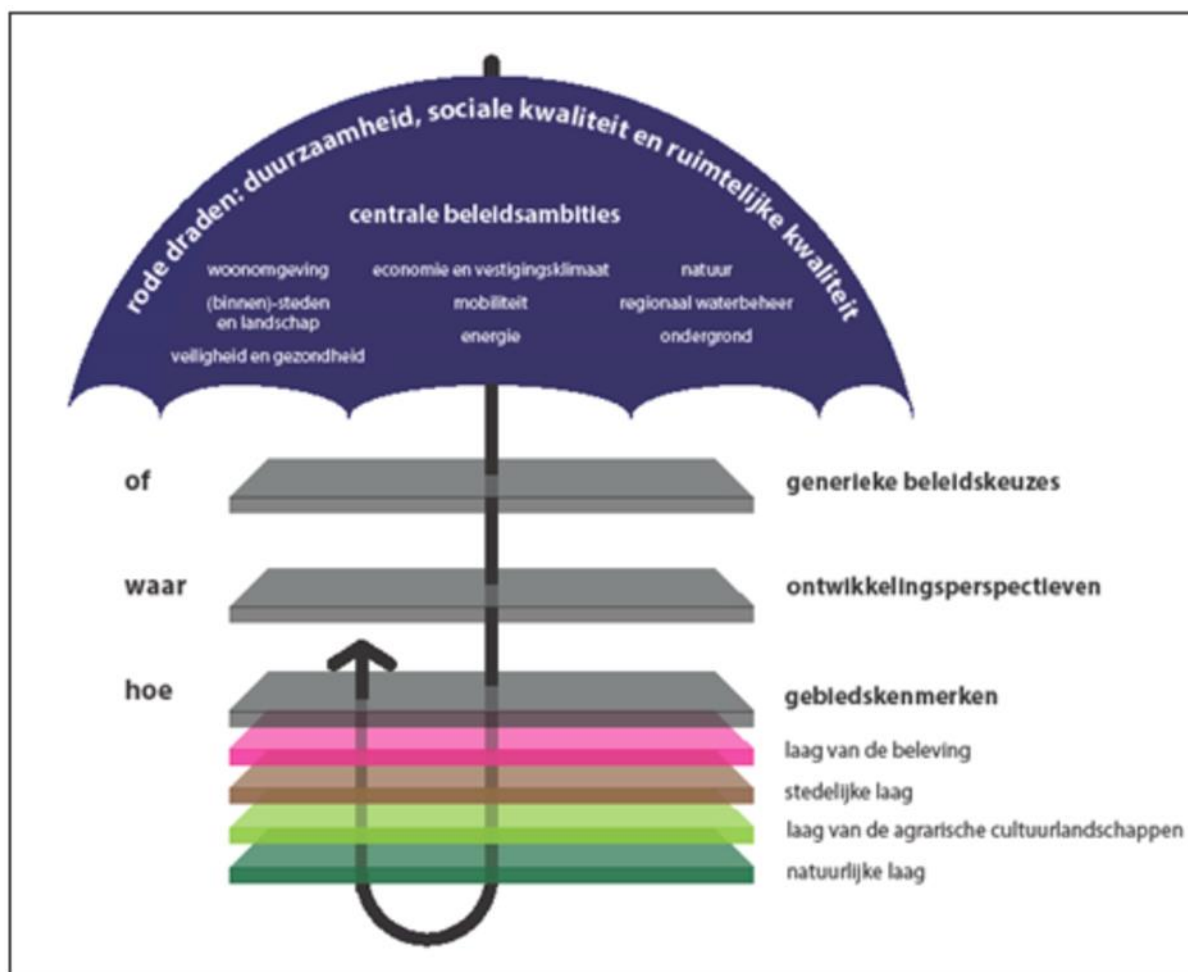 rode draden: duurzaamheid, sociale kwaliteit en ruimtelijke kwaliteit
centrale beleidsambities
woonomgeving
(binnen)-steden
en landschap
veiligheid en gezondheid
economie en vestigingsklimaat
mobiliteit
energie
natuur
regionaal waterbeheer
ondergrond
of
generieke beleidskeuzes
waar
ontwikkelingsperspectieven
hoe
gebiedskenmerken
laag van de beleving
stedelijke laag
laag van de agrarische cultuurlandschappen
natuurlijke laag